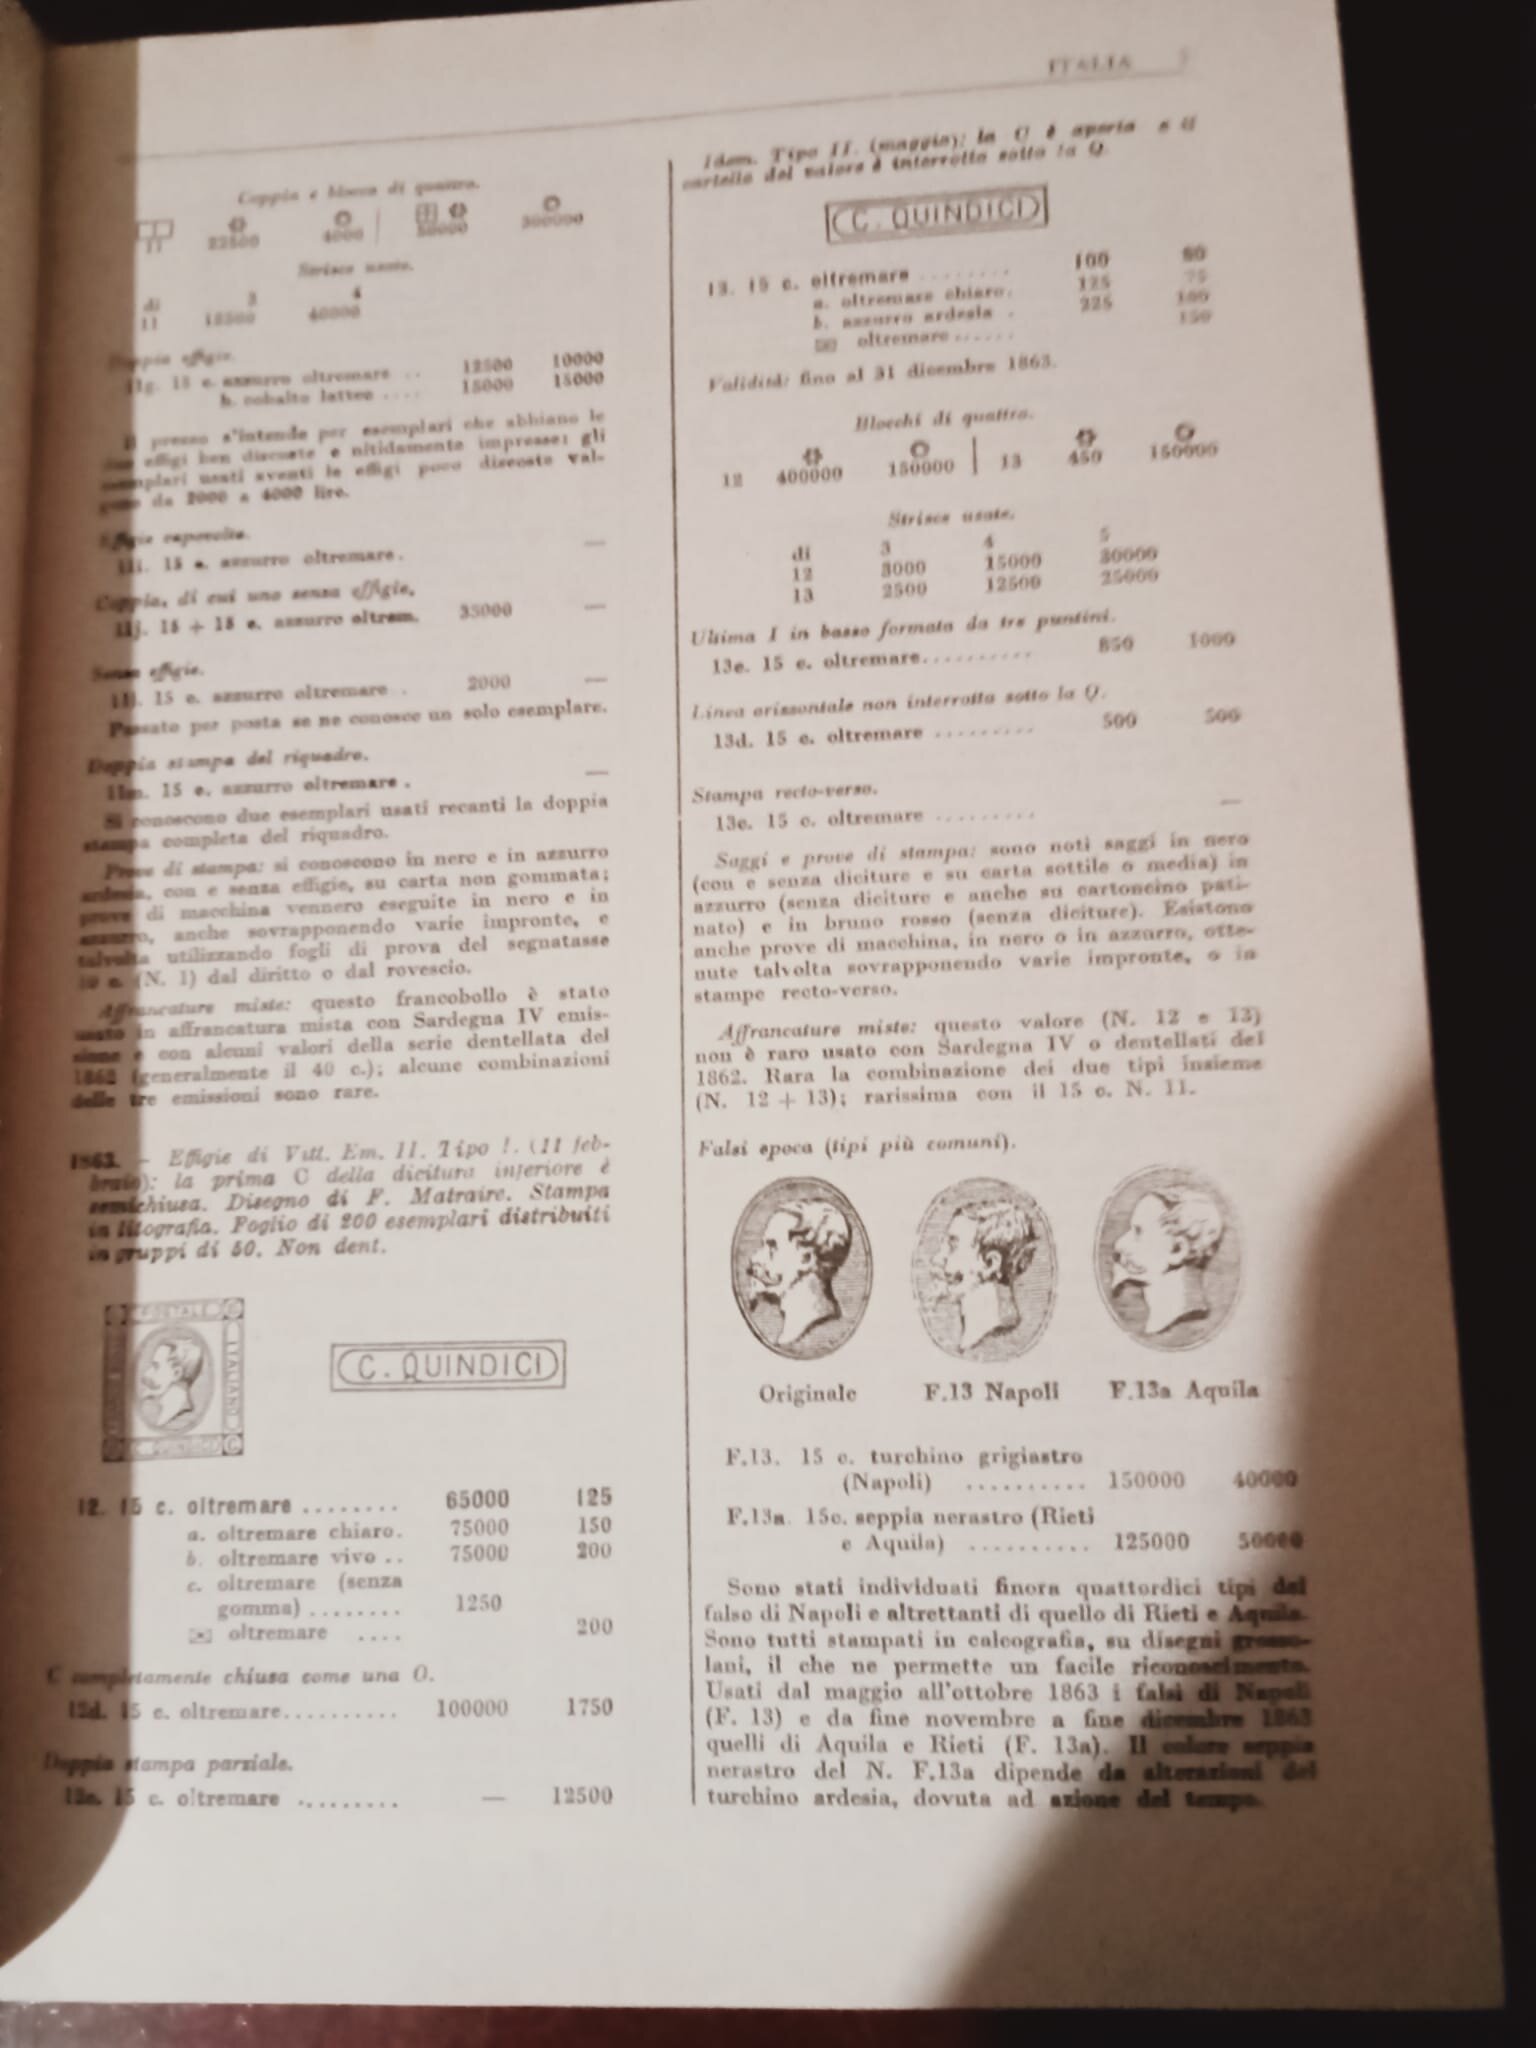 ITALIA
Coppia e blocco di quattro.
11 22500 4000 50000 300000
Strisce usate.
di 3 4
11 18500 40000
Doppia effigie.
11g. 15 c. azzurro oltremare .. 12500 10000
h. cobalto latteo .... 15000 15000
Il prezzo s'intende per esemplari che abbiano le
due effigi ben discoste e nitidamente impresse; gli
esemplari usati aventi le effigi poco discoste val-
gono da 2000 a 4000 lire.
Effigie capovolta.
11i. 15 c. azzurro oltremare. —
Coppia, di cui uno senza effigie.
11j. 15 + 15 c. azzurro oltrem. 35000 —
Senza effigie.
11l. 15 c. azzurro oltremare . 2000 —
Passato per posta se ne conosce un solo esemplare.
Doppia stampa del riquadro.
11m. 15 c. azzurro oltremare . —
Si conoscono due esemplari usati recanti la doppia
stampa completa del riquadro.
Prove di stampa: si conoscono in nero e in azzurro
ardesia, con e senza effigie, su carta non gommata;
prove di macchina vennero eseguite in nero e in
azzurro, anche sovrapponendo varie impronte, e
talvolta utilizzando fogli di prova del segnatasse
10 c. (N. 1) dal diritto o dal rovescio.
Affrancature miste: questo francobollo è stato
usato in affrancatura mista con Sardegna IV emis-
sione e con alcuni valori della serie dentellata del
1862 (generalmente il 40 c.); alcune combinazioni
delle tre emissioni sono rare.
1863. - Effigie di Vitt. Em. II. Tipo I. (11 feb-
braio): la prima C della dicitura inferiore è
semichiusa. Disegno di F. Matraire. Stampa
in litografia. Foglio di 200 esemplari distribuiti
in gruppi di 50. Non dent.
POSTALE
ITALIANO
C. QUINDICI C
C. QUINDICI
12. 15 c. oltremare ........ 65000 125
a. oltremare chiaro. 75000 150
b. oltremare vivo .. 75000 200
c. oltremare (senza
gomma) ........ 1250
oltremare .... 200
C completamente chiusa come una O.
12d. 15 c. oltremare.......... 100000 1750
Doppia stampa parziale.
12e. 15 c. oltremare ......... — 12500
Idem. Tipo II. (maggio); la C è aperta e il
cartello del valore è interrotto sotto la Q.
C. QUINDICI
13. 15 c. oltremare ........ 100 80
a. oltremare chiaro. 125 75
b. azzurro ardesia . 225 100
oltremare ...... 150
Validità: fino al 31 dicembre 1863.
Blocchi di quattro.
12 400000 150000 13 450 150000
Strisce usate.
di 3 4 5
12 3000 15000 30000
13 2500 12500 25000
Ultima I in basso formata da tre puntini.
13e. 15 c. oltremare.......... 850 1000
Linea orizzontale non interrotta sotto la Q.
13d. 15 c. oltremare ......... 500 500
Stampa recto-verso.
13c. 15 c. oltremare ......... —
Saggi e prove di stampa: sono noti saggi in nero
(con e senza diciture e su carta sottile o media) in
azzurro (senza diciture e anche su cartoncino pati-
nato) e in bruno rosso (senza diciture). Esistono
anche prove di macchina, in nero o in azzurro, otte-
nute talvolta sovrapponendo varie impronte, o in
stampe recto-verso.
Affrancature miste: questo valore (N. 12 e 13)
non è raro usato con Sardegna IV o dentellati del
1862. Rara la combinazione dei due tipi insieme
(N. 12 + 13); rarissima con il 15 c. N. 11.
Falsi epoca (tipi più comuni).
Originale F.13 Napoli F.13a Aquila
F.13. 15 c. turchino grigiastro
(Napoli) .......... 150000 40000
F.13a. 15c. seppia nerastro (Rieti
e Aquila) .......... 125000 50000
Sono stati individuati finora quattordici tipi del
falso di Napoli e altrettanti di quello di Rieti e Aquila.
Sono tutti stampati in calcografia, su disegni grosso-
lani, il che ne permette un facile riconoscimento.
Usati dal maggio all'ottobre 1863 i falsi di Napoli
(F. 13) e da fine novembre a fine dicembre 1863
quelli di Aquila e Rieti (F. 13a). Il colore seppia
nerastro del N. F.13a dipende da alterazioni del
turchino ardesia, dovuta ad azione del tempo.